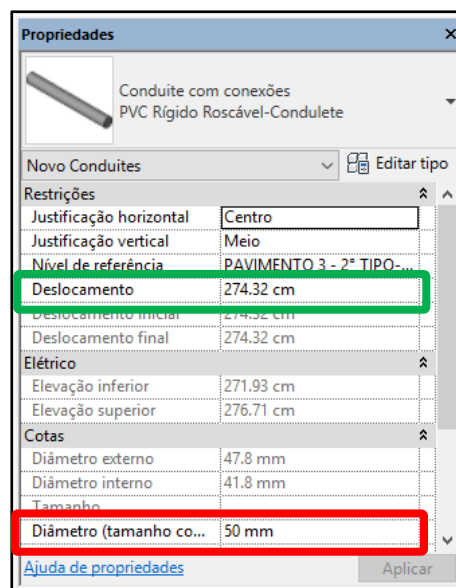 Propriedades
Conduite com conexões
PVC Rígido Roscável-Condulete
Novo Conduites
Editar tipo
Restrições
Justificação horizontal Centro
Justificação vertical Meio
Nível de referência PAVIMENTO 3 - 2° TIPO-...
Deslocamento 274.32 cm
Deslocamento inicial 274.32 cm
Deslocamento final 274.32 cm
Elétrico
Elevação inferior 271.93 cm
Elevação superior 276.71 cm
Cotas
Diâmetro externo 47.8 mm
Diâmetro interno 41.8 mm
Tamanho
Diâmetro (tamanho co... 50 mm
Ajuda de propriedades
Aplicar